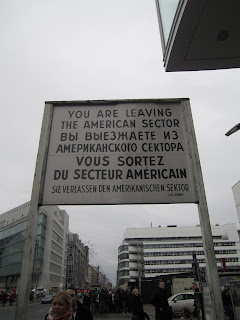 YOU ARE LEAVING
THE AMERICAN SECTOR
ВЫ ВЫЕЗЖАЕТЕ ИЗ
АМЕРИКАНСКОГО СЕКТОРА
VOUS SORTEZ
DU SECTEUR AMÉRICAIN
SIE VERLASSEN DEN AMERIKANISCHEN SEKTOR